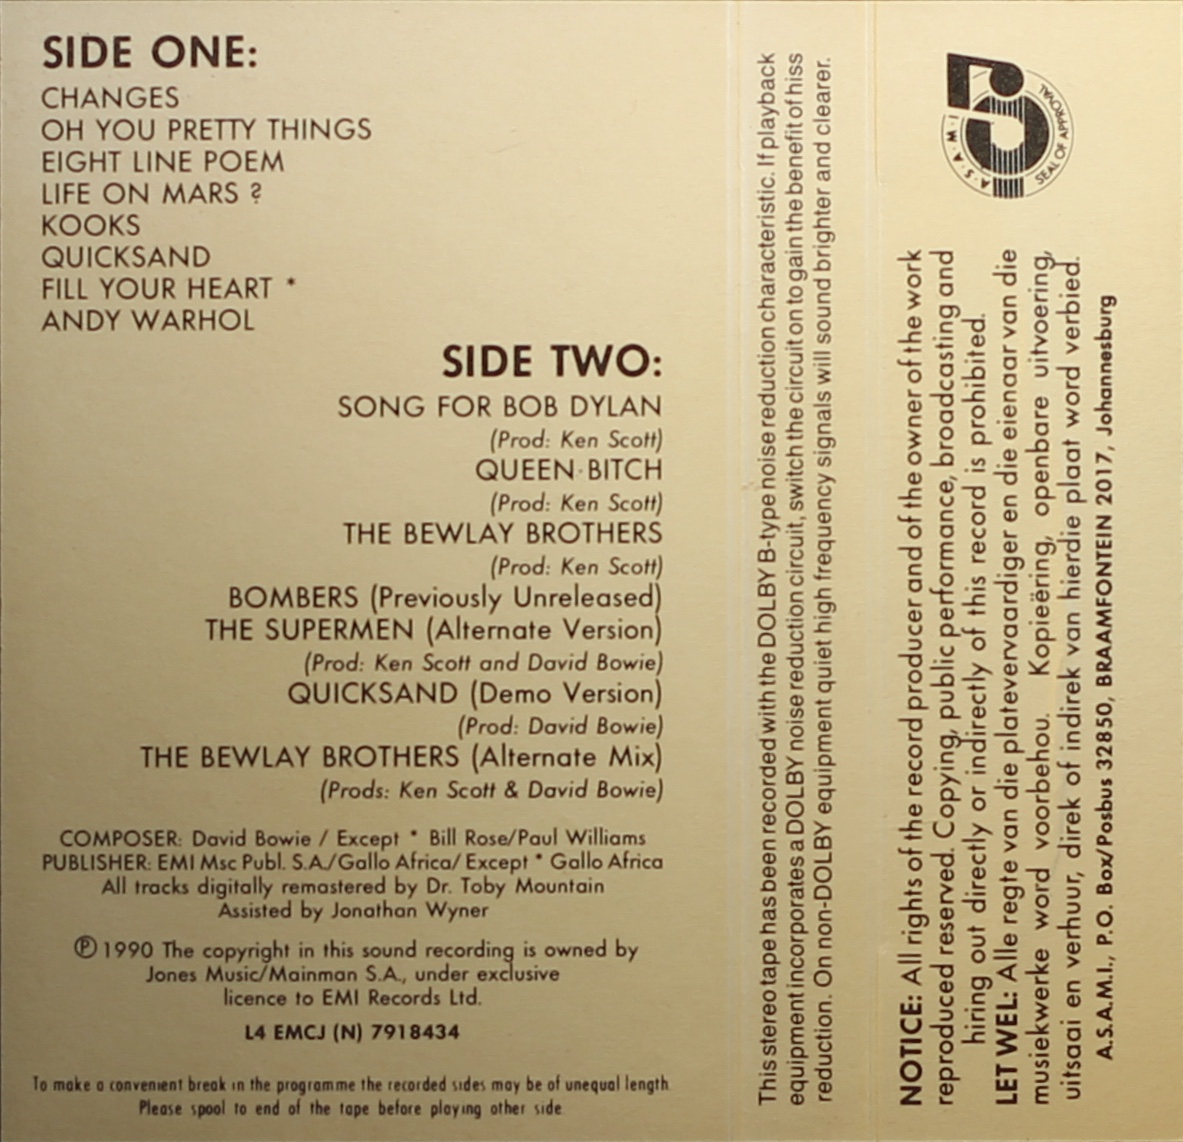 SIDE ONE:
CHANGES
OH YOU PRETTY THINGS
EIGHT LINE POEM
LIFE ON MARS ?
KOOKS
QUICKSAND
FILL YOUR HEART *
ANDY WARHOL
SIDE TWO:
SONG FOR BOB DYLAN
(Prod: Ken Scott)
QUEEN BITCH
(Prod: Ken Scott)
THE BEWLAY BROTHERS
(Prod: Ken Scott)
BOMBERS (Previously Unreleased)
THE SUPERMEN (Alternate Version)
(Prod: Ken Scott and David Bowie)
QUICKSAND (Demo Version)
(Prod: David Bowie)
THE BEWLAY BROTHERS (Alternate Mix)
(Prods: Ken Scott & David Bowie)
COMPOSER: David Bowie / Except * Bill Rose/Paul Williams
PUBLISHER: EMI Msc Publ. S.A./Gallo Africa/ Except * Gallo Africa
All tracks digitally remastered by Dr. Toby Mountain
Assisted by Jonathan Wyner
℗ 1990 The copyright in this sound recording is owned by
Jones Music/Mainman S.A., under exclusive
licence to EMI Records Ltd.
L4 EMCJ (N) 7918434
To make a convenient break in the programme the recorded sides may be of unequal length
Please spool to end of the tape before playing other side
This stereo tape has been recorded with the DOLBY B-type noise reduction characteristic. If playback
equipment incorporates a DOLBY noise reduction circuit, switch the circuit on to gain the benefit of hiss
reduction. On non-DOLBY equipment quiet high frequency signals will sound brighter and clearer.
A·S·A·W·I·
SEAL OF APPROVAL
NOTICE: All rights of the record producer and of the owner of the work
reproduced reserved. Copying, public performance, broadcasting and
hiring out directly or indirectly of this record is prohibited.
LET WEL: Alle regte van die platevervaardiger en die eienaar van die
musiekwerke word voorbehou. Kopieëring, openbare uitvoering,
uitsaai en verhuur, direk of indirek van hierdie plaat word verbied.
A.S.A.M.I., P.O. Box/Posbus 32850, BRAAMFONTEIN 2017, Johannesburg